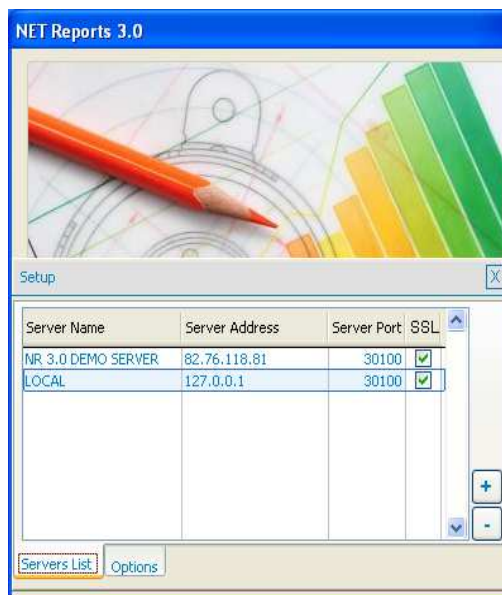 NET Reports 3.0
Setup X
Server Name Server Address Server Port SSL
NR 3.0 DEMO SERVER 82.76.118.81 30100
LOCAL 127.0.0.1 30100
+
-
Servers List Options